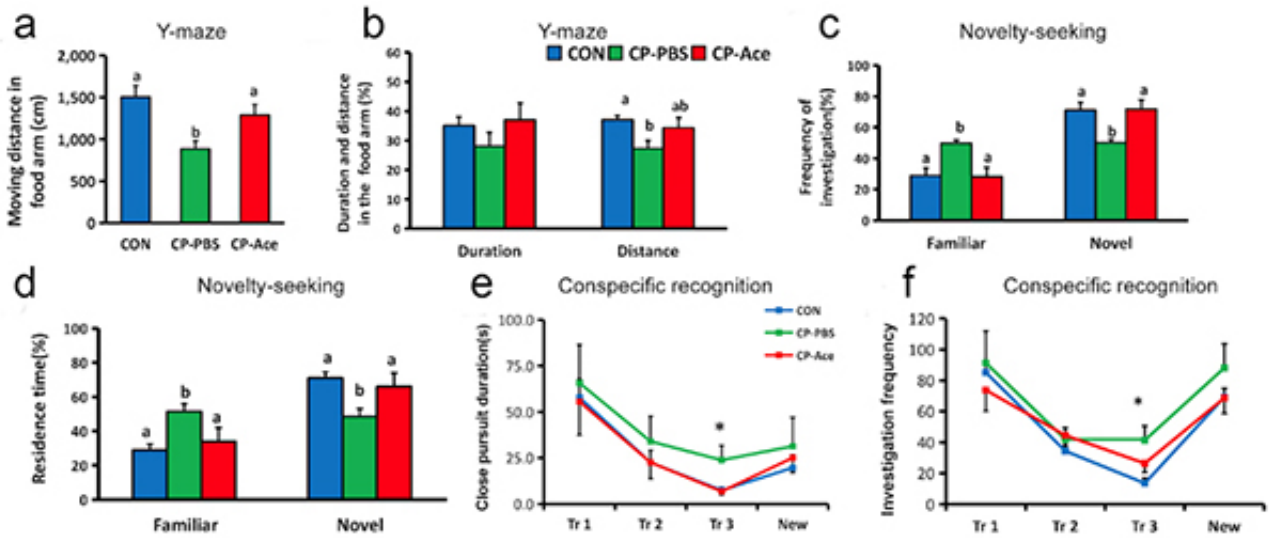 a
Y-maze
Moving distance in
food arm (cm)
2,000
1,500
1,000
500
0
a
b
a
CON
CP-PBS
CP-Ace
b
Y-maze
CON
CP-PBS
CP-Ace
Duration and distance
in the food arm (%)
60
50
40
30
20
10
0
a
b
ab
Duration
Distance
c
Novelty-seeking
Frequency of
investigation(%)
100
80
60
40
20
0
a
b
a
a
b
a
Familiar
Novel
d
Novelty-seeking
Residence time(%)
100
80
60
40
20
0
a
b
a
a
b
a
Familiar
Novel
e
Conspecific recognition
CON
CP-PBS
CP-Ace
Close pursuit duration(s)
100.0
75.0
50.0
25.0
0.0
*
Tr 1
Tr 2
Tr 3
New
f
Conspecific recognition
Investigation frequency
120
100
80
60
40
20
0
*
Tr 1
Tr 2
Tr 3
New